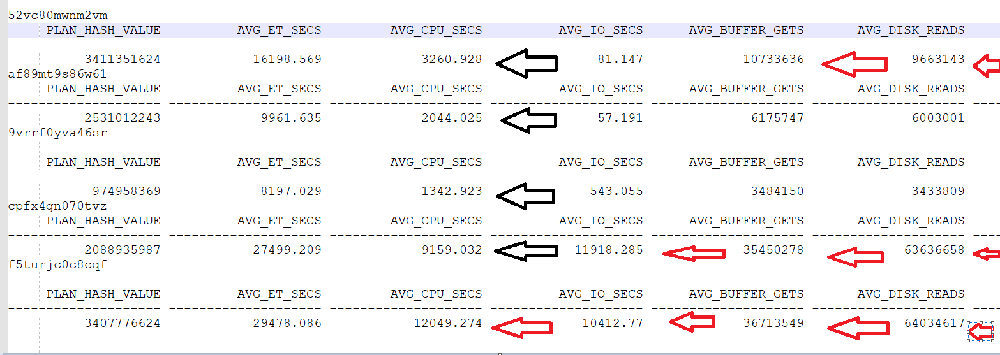 52vc80mwnm2vm
PLAN_HASH_VALUE AVG_ET_SECS AVG_CPU_SECS AVG_IO_SECS AVG_BUFFER_GETS AVG_DISK_READS
3411351624 16198.569 3260.928 81.147 10733636 9663143
af89mt9s86w6l
PLAN_HASH_VALUE AVG_ET_SECS AVG_CPU_SECS AVG_IO_SECS AVG_BUFFER_GETS AVG_DISK_READS
2531012243 9961.635 2044.025 57.191 6175747 6003001
9vrrf0yva46sr
PLAN_HASH_VALUE AVG_ET_SECS AVG_CPU_SECS AVG_IO_SECS AVG_BUFFER_GETS AVG_DISK_READS
974958369 8197.029 1342.923 543.055 3484150 3433809
cpfx4gn070tvz
PLAN_HASH_VALUE AVG_ET_SECS AVG_CPU_SECS AVG_IO_SECS AVG_BUFFER_GETS AVG_DISK_READS
2088935987 27499.209 9159.032 11918.285 35450278 63636658
f5turjc0c8cqf
PLAN_HASH_VALUE AVG_ET_SECS AVG_CPU_SECS AVG_IO_SECS AVG_BUFFER_GETS AVG_DISK_READS
3407776624 29478.086 12049.274 10412.77 36713549 64034617